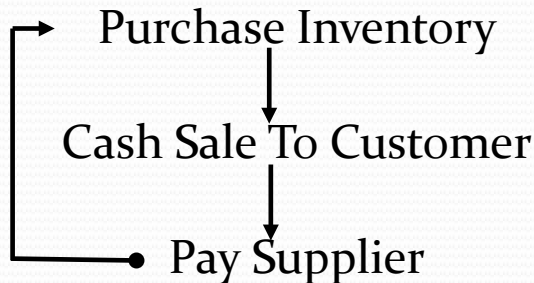 Purchase Inventory
Cash Sale To Customer
Pay Supplier